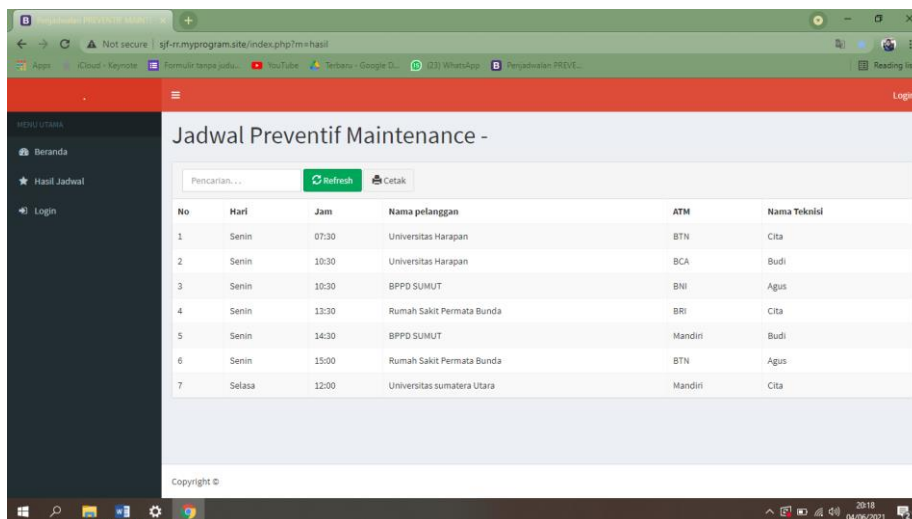 Not secure | sjf-rr.myprogram.site/index.php?m=hasil
Apps iCloud - Keynote Formulir tanpa judu... YouTube Terbaru - Google D... (23) WhatsApp Penjadwalan PREVE... Reading lis
Login
MENU UTAMA
Beranda
Hasil Jadwal
Login
Jadwal Preventif Maintenance -
Pencarian... Refresh Cetak
No Hari Jam Nama pelanggan ATM Nama Teknisi
1 Senin 07:30 Universitas Harapan BTN Cita
2 Senin 10:30 Universitas Harapan BCA Budi
3 Senin 10:30 BPPD SUMUT BNI Agus
4 Senin 13:30 Rumah Sakit Permata Bunda BRI Cita
5 Senin 14:30 BPPD SUMUT Mandiri Budi
6 Senin 15:00 Rumah Sakit Permata Bunda BTN Agus
7 Selasa 12:00 Universitas sumatera Utara Mandiri Cita
Copyright ©
20:18
04/06/2021